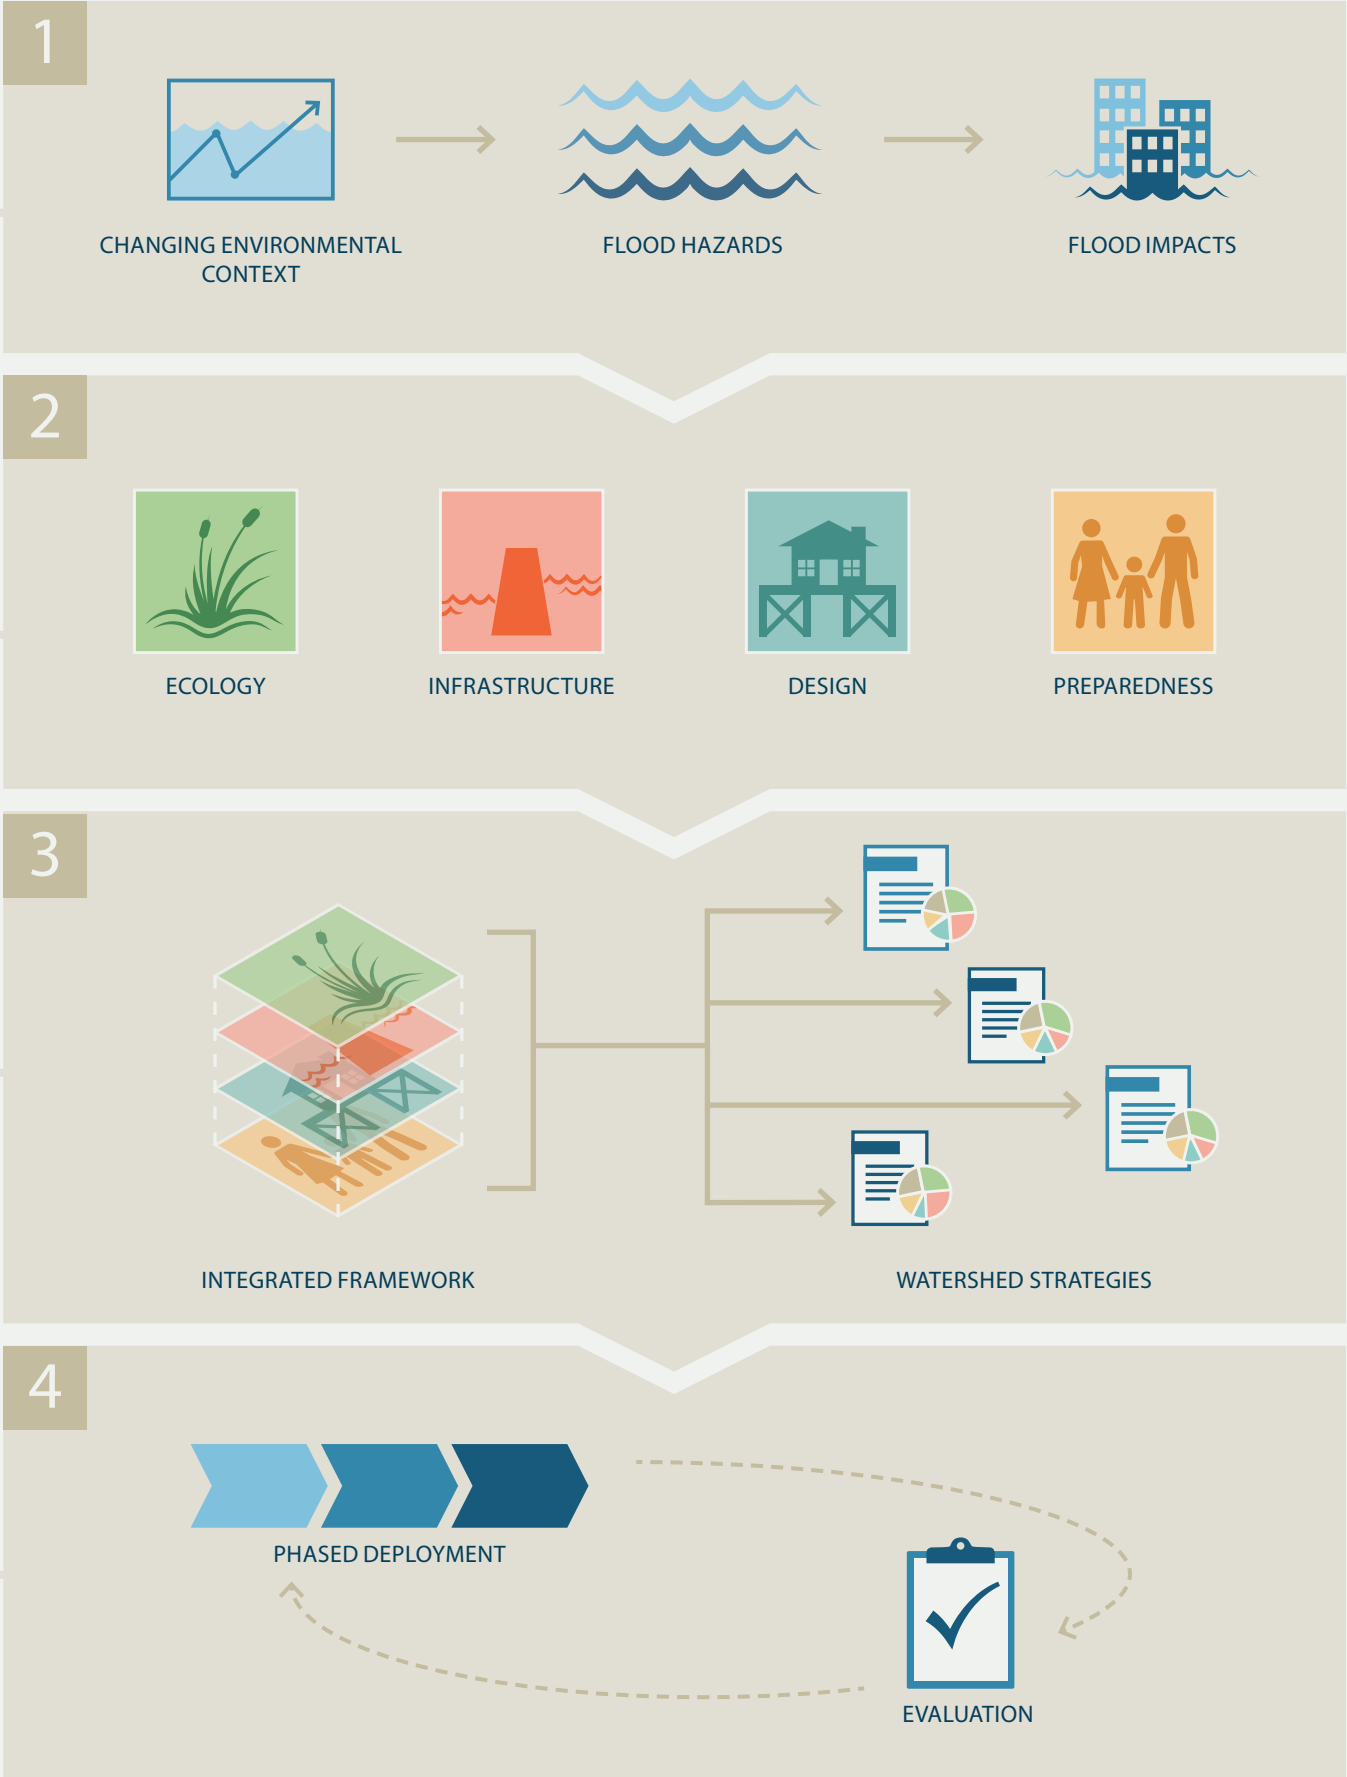 1
CHANGING ENVIRONMENTAL
CONTEXT
FLOOD HAZARDS
FLOOD IMPACTS
2
ECOLOGY
INFRASTRUCTURE
DESIGN
PREPAREDNESS
3
INTEGRATED FRAMEWORK
WATERSHED STRATEGIES
4
PHASED DEPLOYMENT
EVALUATION